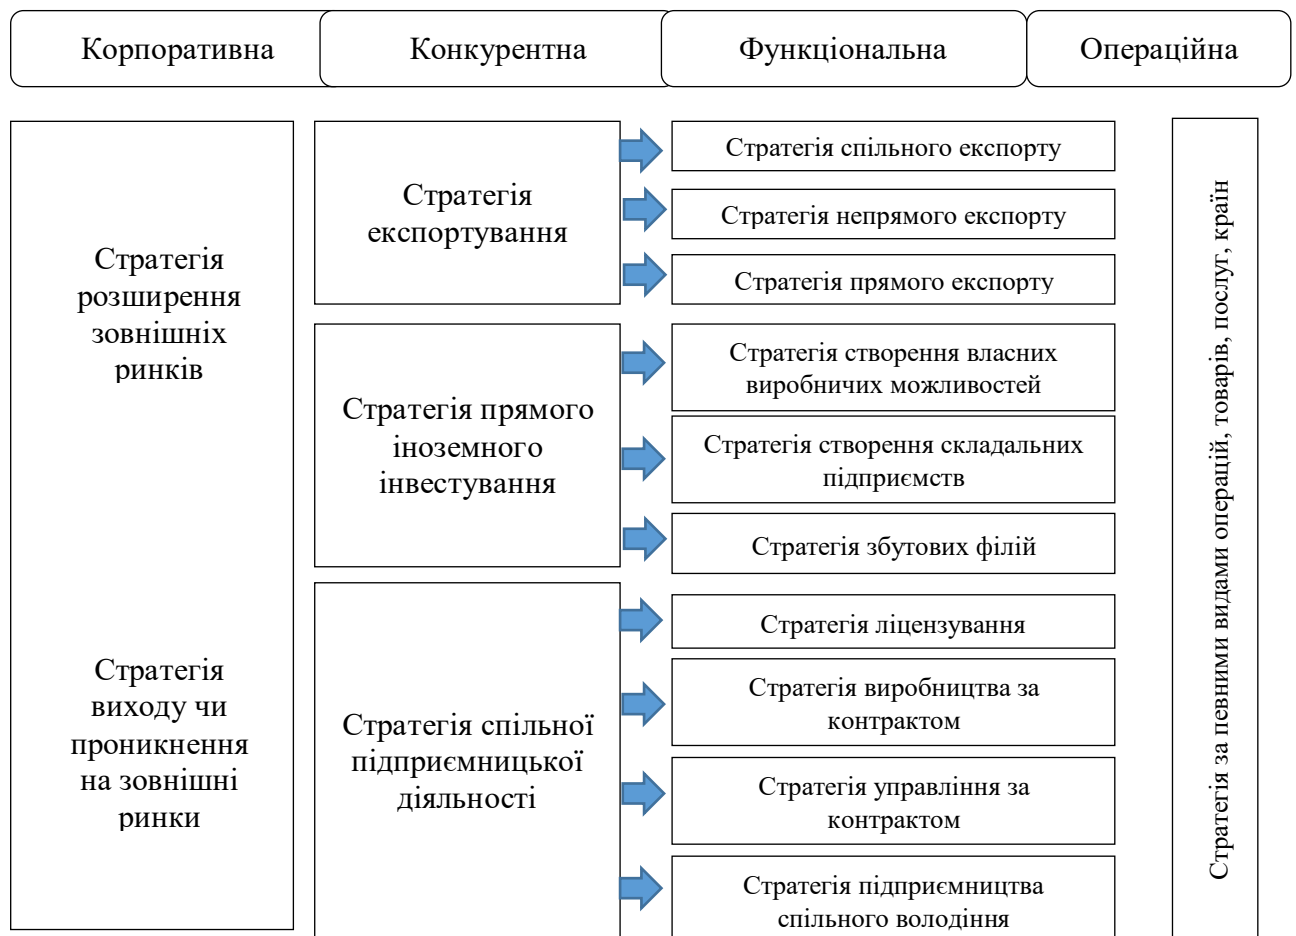 Корпоративна
Конкурентна
Функціональна
Операційна
Стратегія
розширення
зовнішніх
ринків
Стратегія
виходу чи
проникнення
на зовнішні
ринки
Стратегія
експортування
Стратегія прямого
іноземного
інвестування
Стратегія спільної
підприємницької
діяльності
Стратегія спільного експорту
Стратегія непрямого експорту
Стратегія прямого експорту
Стратегія створення власних
виробничих можливостей
Стратегія створення складальних
підприємств
Стратегія збутових філій
Стратегія ліцензування
Стратегія виробництва за
контрактом
Стратегія управління за
контрактом
Стратегія підприємництва
спільного володіння
Стратегія за певними видами операцій, товарів, послуг, країн